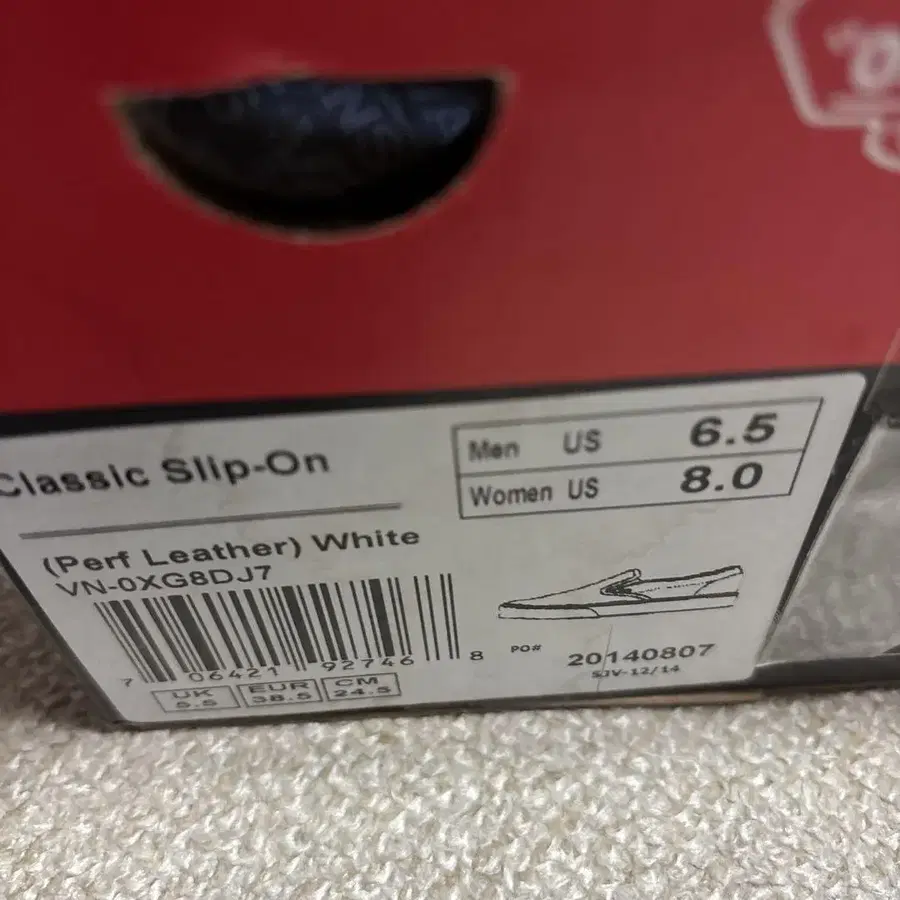 Classic Slip-On
Men US 6.5
Women US 8.0
(Perf Leather) White
VN-0XG8DJ7
7 06421 92746 8
PO# 20140807
SJV-12/14
UK EUR CM
5.5 38.5 24.5